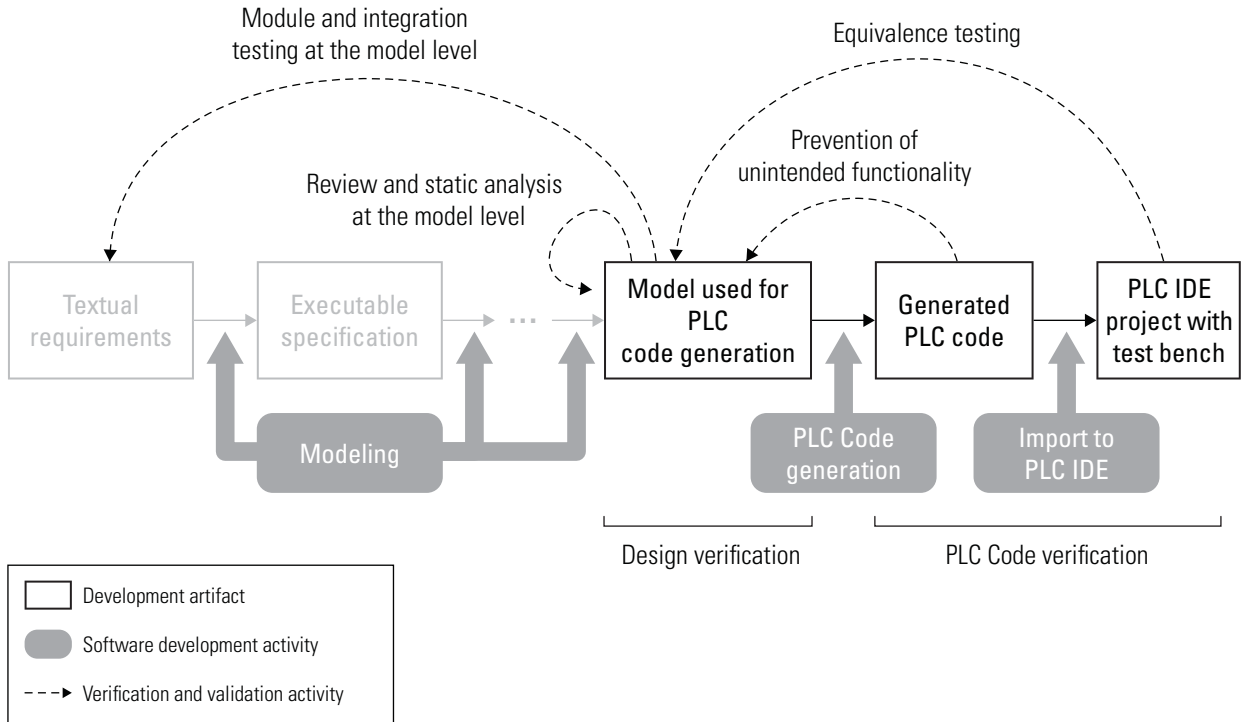 Module and integration
testing at the model level
Equivalence testing
Prevention of
unintended functionality
Review and static analysis
at the model level
Textual
requirements
Executable
specification
...
Model used for
PLC
code generation
Generated
PLC code
PLC IDE
project with
test bench
Modeling
PLC Code
generation
Import to
PLC IDE
Design verification
PLC Code verification
Development artifact
Software development activity
Verification and validation activity